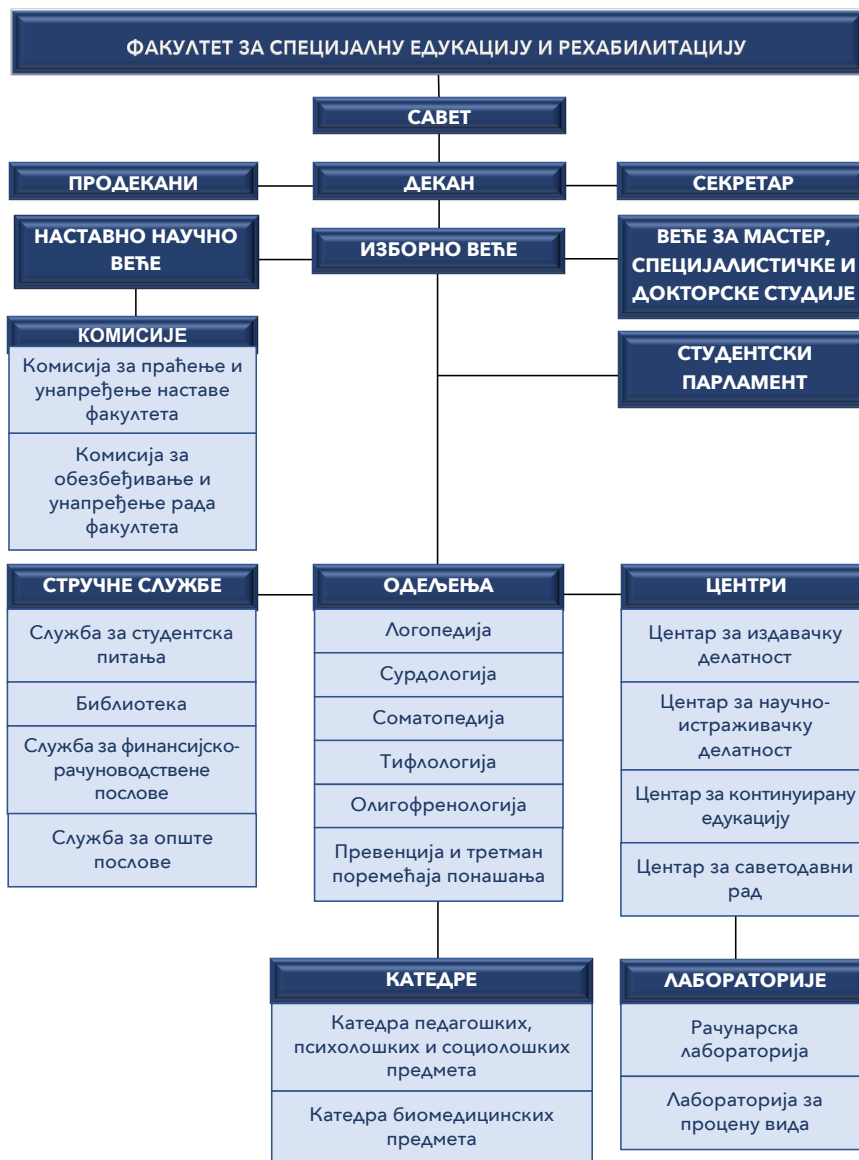 ФАКУЛТЕТ ЗА СПЕЦИЈАЛНУ ЕДУКАЦИЈУ И РЕХАБИЛИТАЦИЈУ
САВЕТ
ПРОДЕКАНИ
ДЕКАН
СЕКРЕТАР
НАСТАВНО НАУЧНО
ВЕЋЕ
ИЗБОРНО ВЕЋЕ
ВЕЋЕ ЗА МАСТЕР,
СПЕЦИЈАЛИСТИЧКЕ И
ДОКТОРСКЕ СТУДИЈЕ
КОМИСИЈЕ
Комисија за праћење и
унапређење наставе
факултета
Комисија за
обезбеђивање и
унапређење рада
факултета
СТУДЕНТСКИ
ПАРЛАМЕНТ
СТРУЧНЕ СЛУЖБЕ
Служба за студентска
питања
Библиотека
Служба за финансијско-
рачуноводствене
послове
Служба за опште
послове
ОДЕЉЕЊА
Логопедија
Сурдологија
Соматопедија
Тифлологија
Олигофренологија
Превенција и третман
поремећаја понашања
ЦЕНТРИ
Центар за издавачку
делатност
Центар за научно-
истраживачку
делатност
Центар за континуирану
едукацију
Центар за саветодавни
рад
КАТЕДРЕ
Катедра педагошких,
психолошких и социолошких
предмета
Катедра биомедицинских
предмета
ЛАБОРАТОРИЈЕ
Рачунарска
лабораторија
Лабораторија за
процену вида